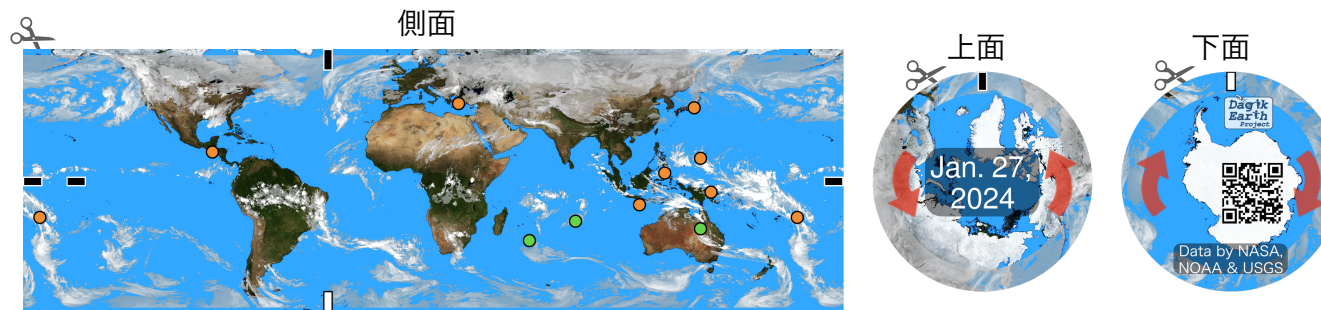 側面
上面
下面
Jan. 27,
2024
Dagik
Earth
Project
Data by NASA,
NOAA & USGS